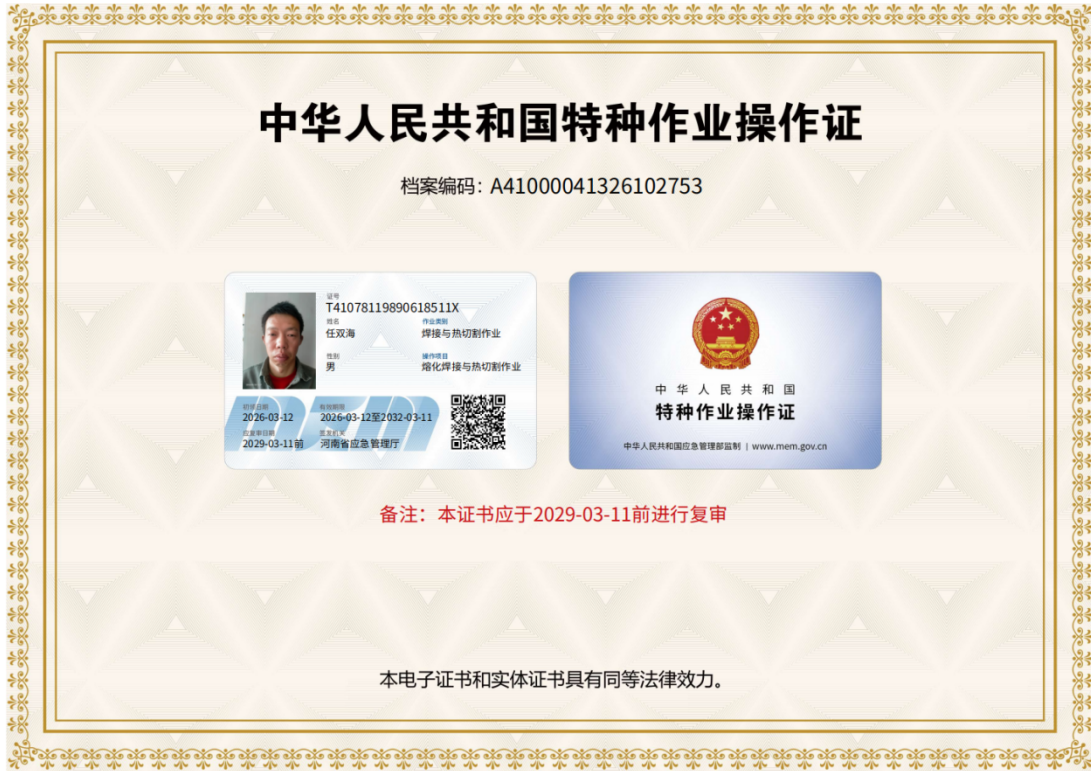 中华人民共和国特种作业操作证
档案编码：A41000041326102753
证号
T41078119890618511X
姓名
任双海
作业类别
焊接与热切割作业
性别
男
操作项目
熔化焊接与热切割作业
初领日期
2026-03-12
有效期限
2026-03-12至2032-03-11
应复审日期
2029-03-11前
签发机关
河南省应急管理厅
中华人民共和国
特种作业操作证
中华人民共和国应急管理部监制 | www.mem.gov.cn
备注：本证书应于2029-03-11前进行复审
本电子证书和实体证书具有同等法律效力。